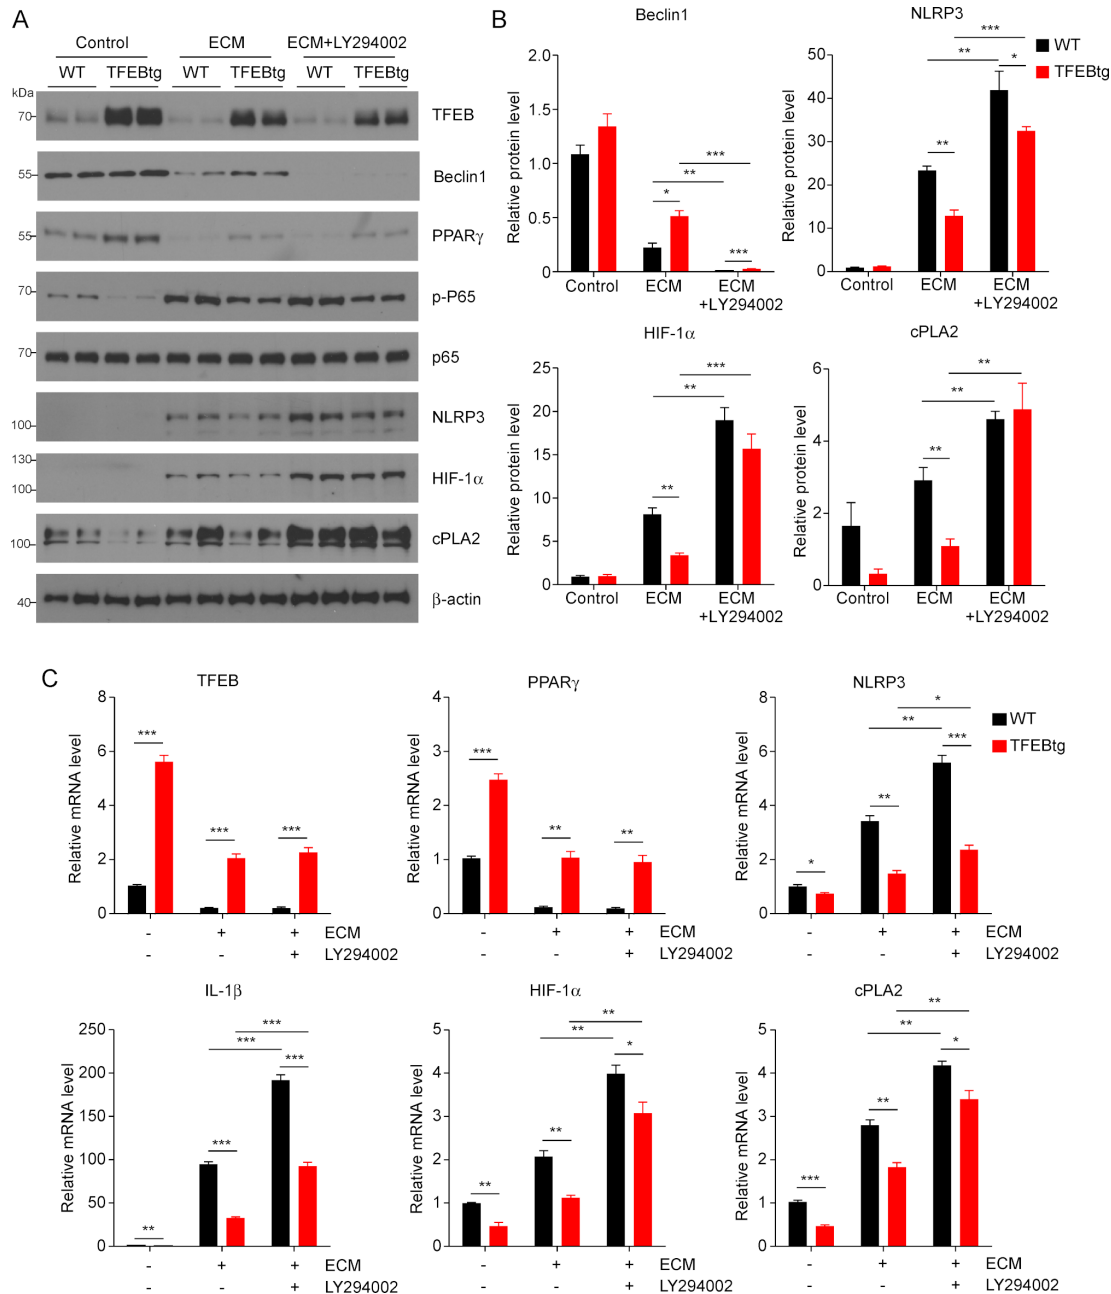 A
Control ECM ECM+LY294002
WT TFEBtg WT TFEBtg WT TFEBtg
kDa
70 TFEB
55 Beclin1
55 PPARγ
70 p-P65
70 p65
100 NLRP3
130
100 HIF-1α
100 cPLA2
40 β-actin
B
Beclin1
Relative protein level
2.0
1.5
1.0
0.5
0
* ** *** ***
Control ECM ECM
+LY294002
NLRP3
WT
TFEBtg
Relative protein level
50
40
30
20
10
0
** ** *** *
Control ECM ECM
+LY294002
HIF-1α
Relative protein level
25
20
15
10
5
0
** ** ***
Control ECM ECM
+LY294002
cPLA2
Relative protein level
6
4
2
0
** ** **
Control ECM ECM
+LY294002
C
TFEB
Relative mRNA level
8
6
4
2
0
*** *** ***
- + +
- - +
ECM
LY294002
PPARγ
Relative mRNA level
4
3
2
1
0
*** ** **
- + + ECM
- - + LY294002
NLRP3
WT
TFEBtg
Relative mRNA level
8
6
4
2
0
* ** ** * ***
- + + ECM
- - + LY294002
IL-1β
Relative mRNA level
250
200
150
100
50
0
** *** *** *** ***
- + + ECM
- - + LY294002
HIF-1α
Relative mRNA level
5
4
3
2
1
0
** ** ** ** *
- + + ECM
- - + LY294002
cPLA2
Relative mRNA level
5
4
3
2
1
0
*** ** ** ** *
- + + ECM
- - + LY294002